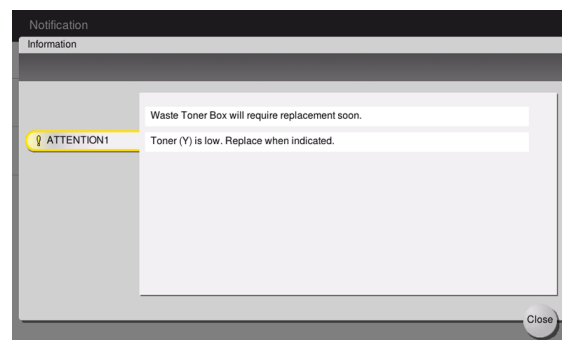 Notification
Information
Waste Toner Box will require replacement soon.
ATTENTION1
Toner (Y) is low. Replace when indicated.
Close